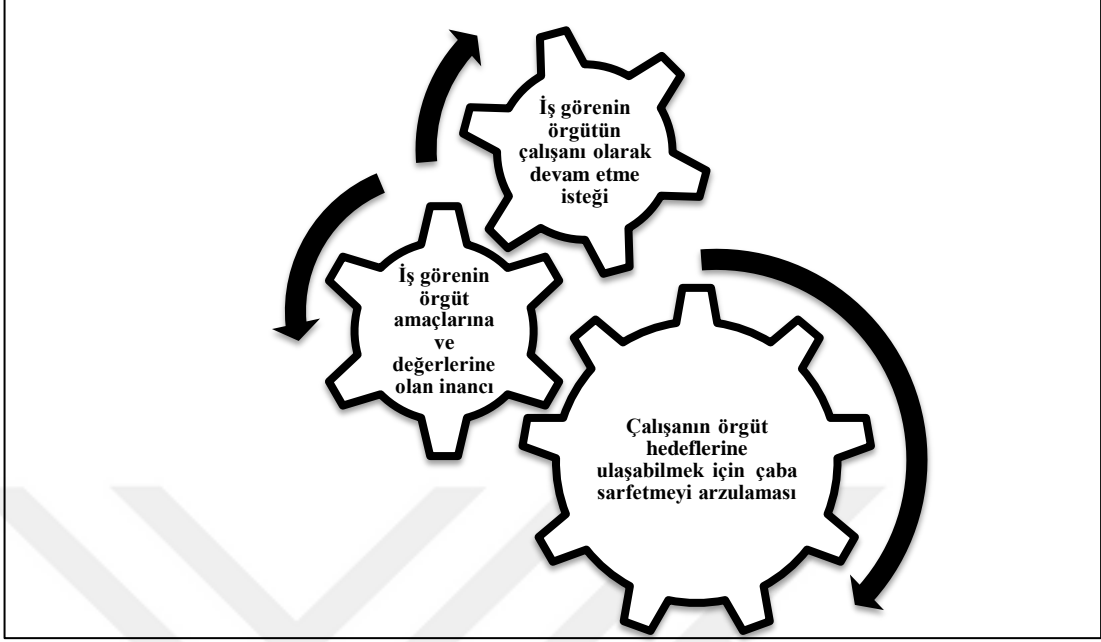 İş görenin
örgütün
çalışanı olarak
devam etme
isteği
İş görenin
örgüt
amaçlarına
ve
değerlerine
olan inancı
Çalışanın örgüt
hedeflerine
ulaşabilmek için çaba
sarfetmeyi arzulaması